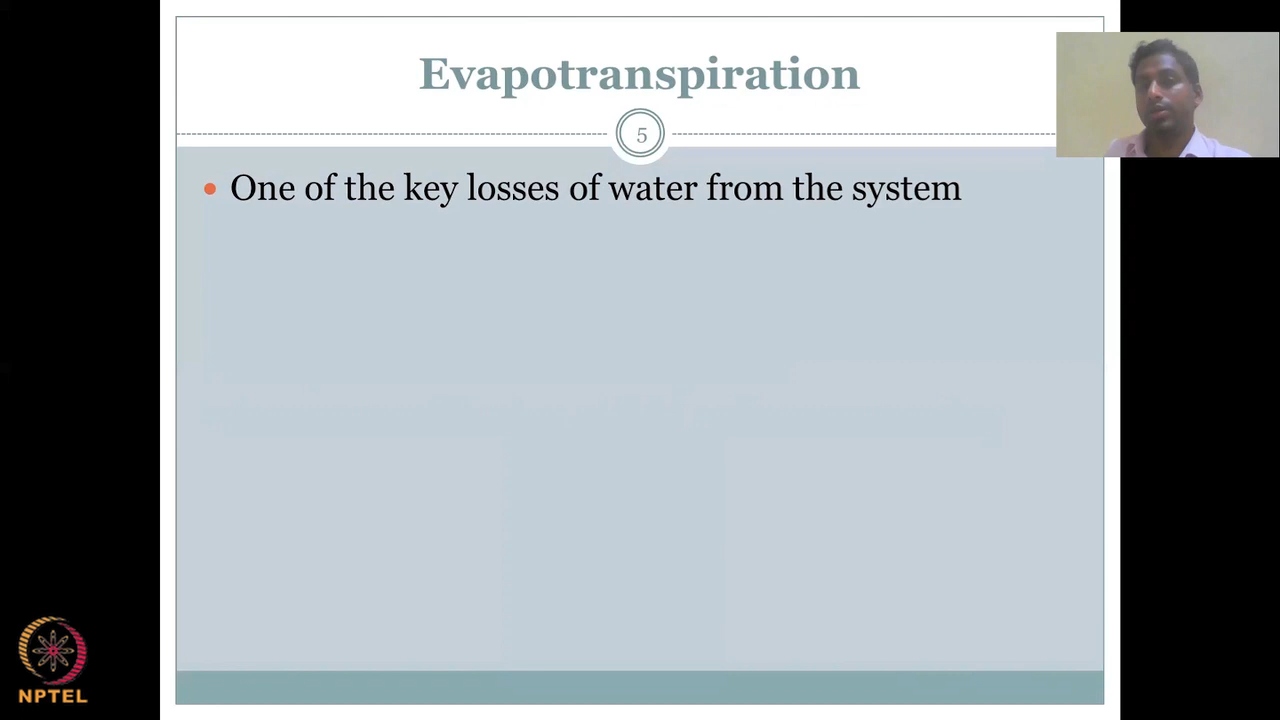 Evapotranspiration
5
One of the key losses of water from the system
NPTEL